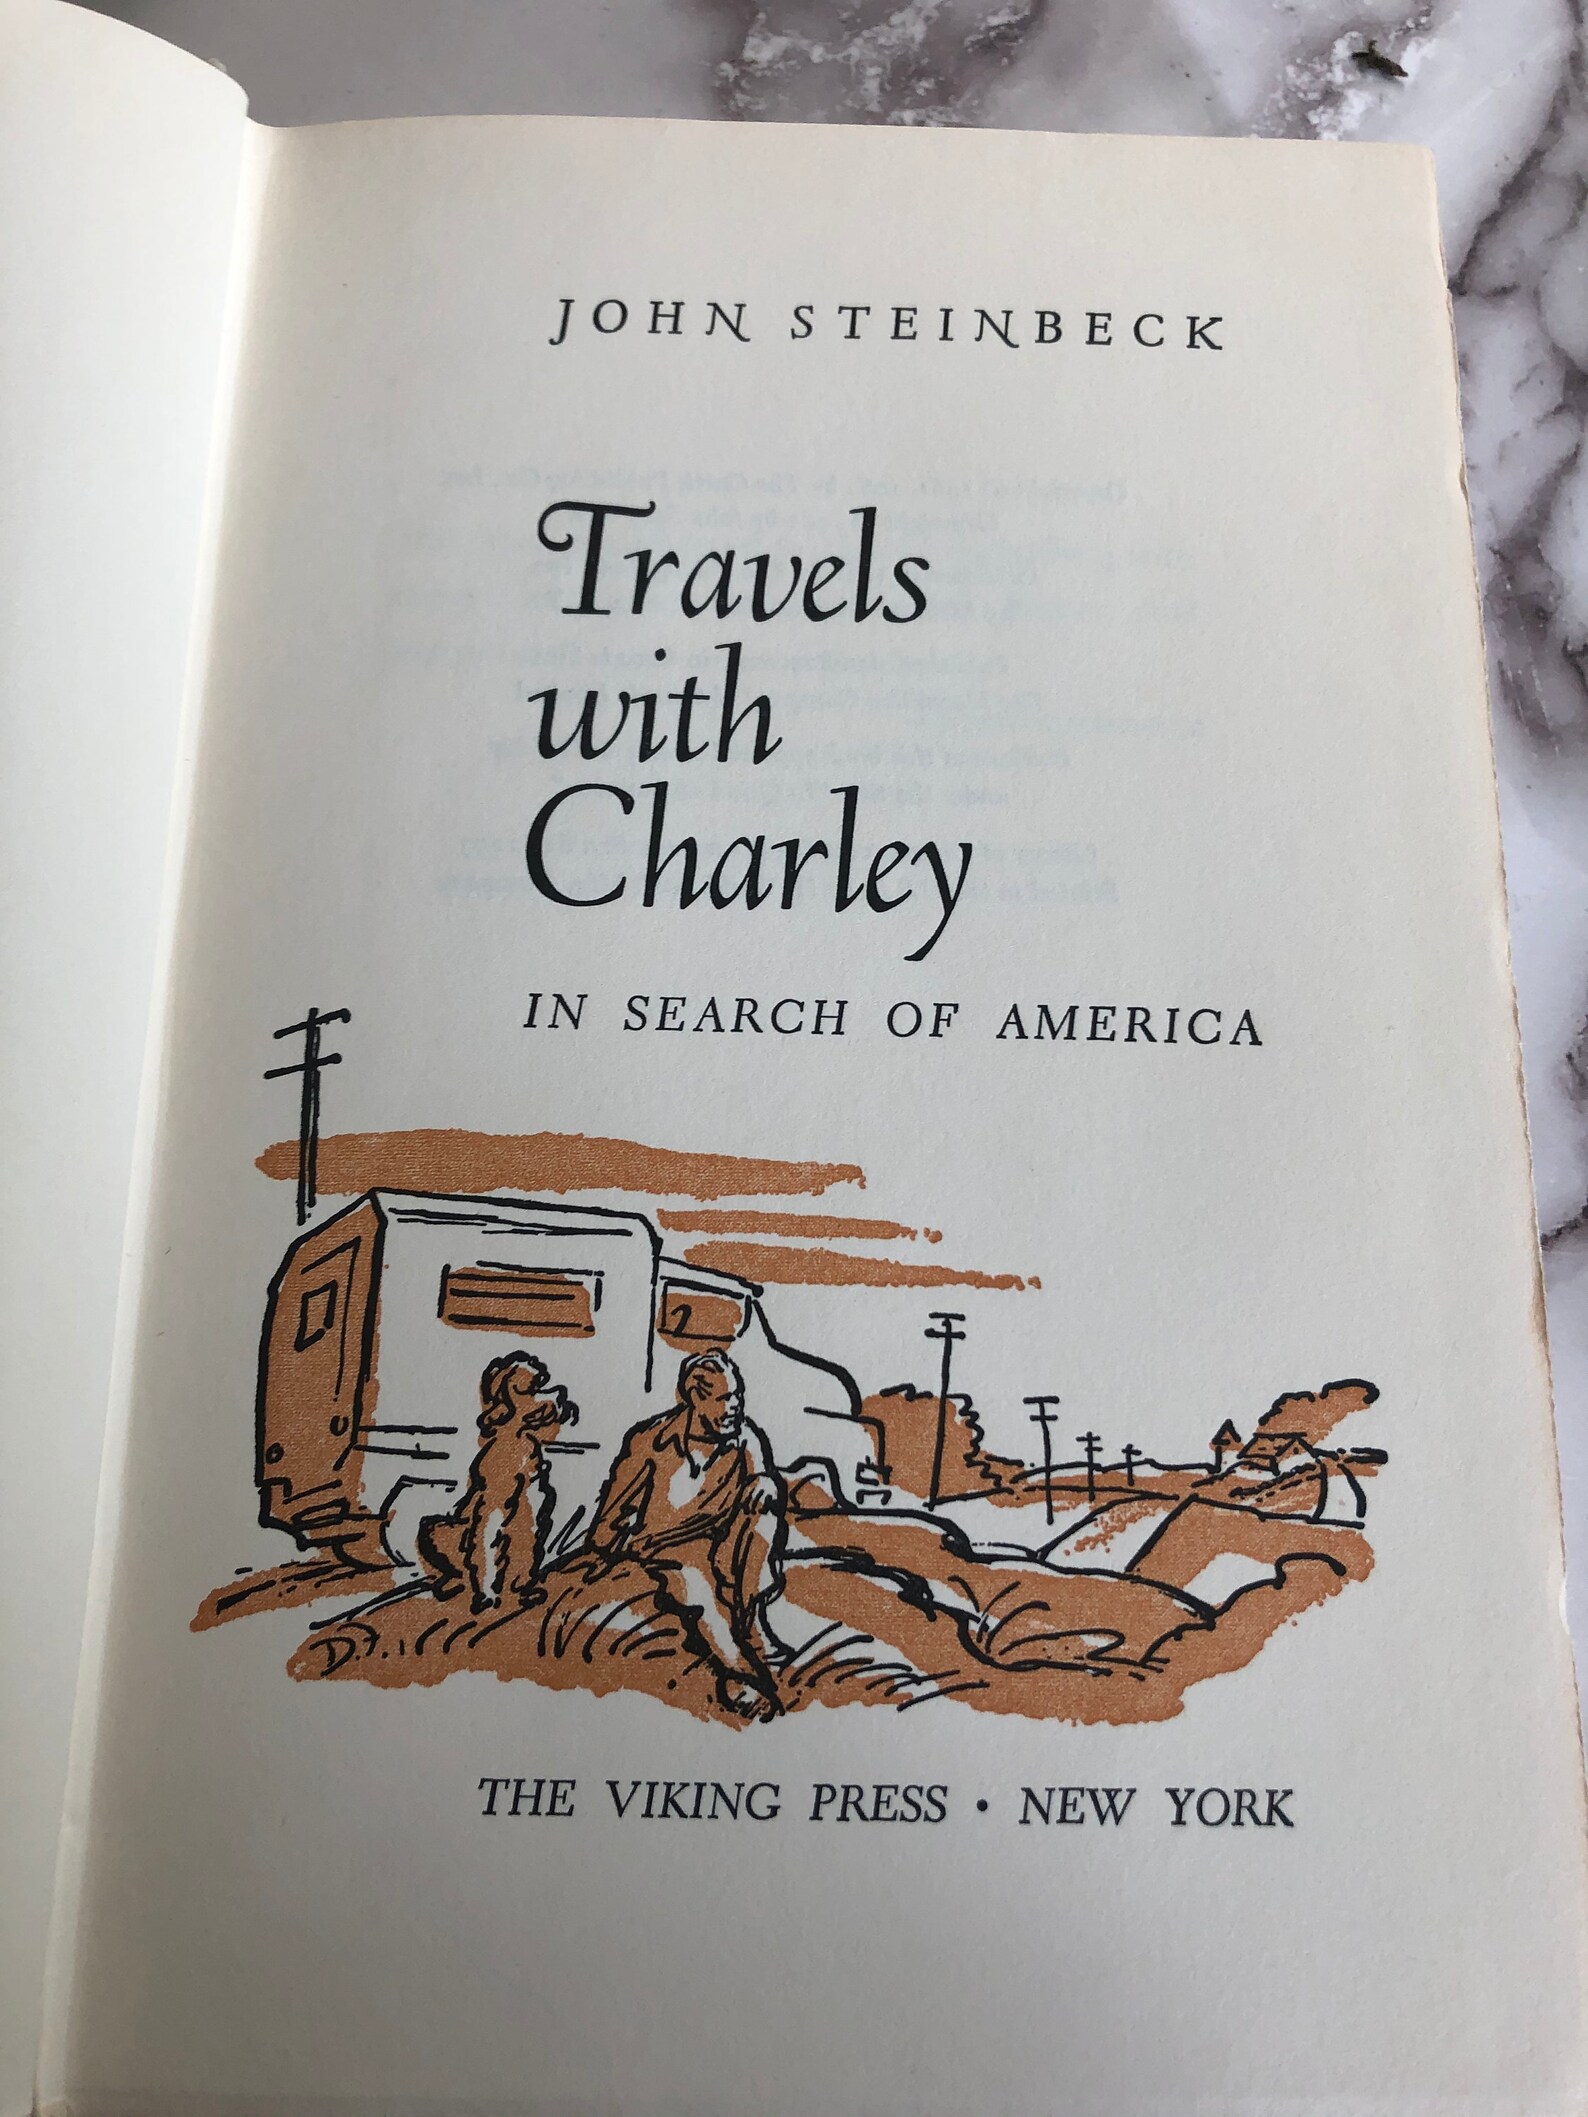 JOHN STEINBECK
Travels
with
Charley
IN SEARCH OF AMERICA
D.F.
THE VIKING PRESS • NEW YORK